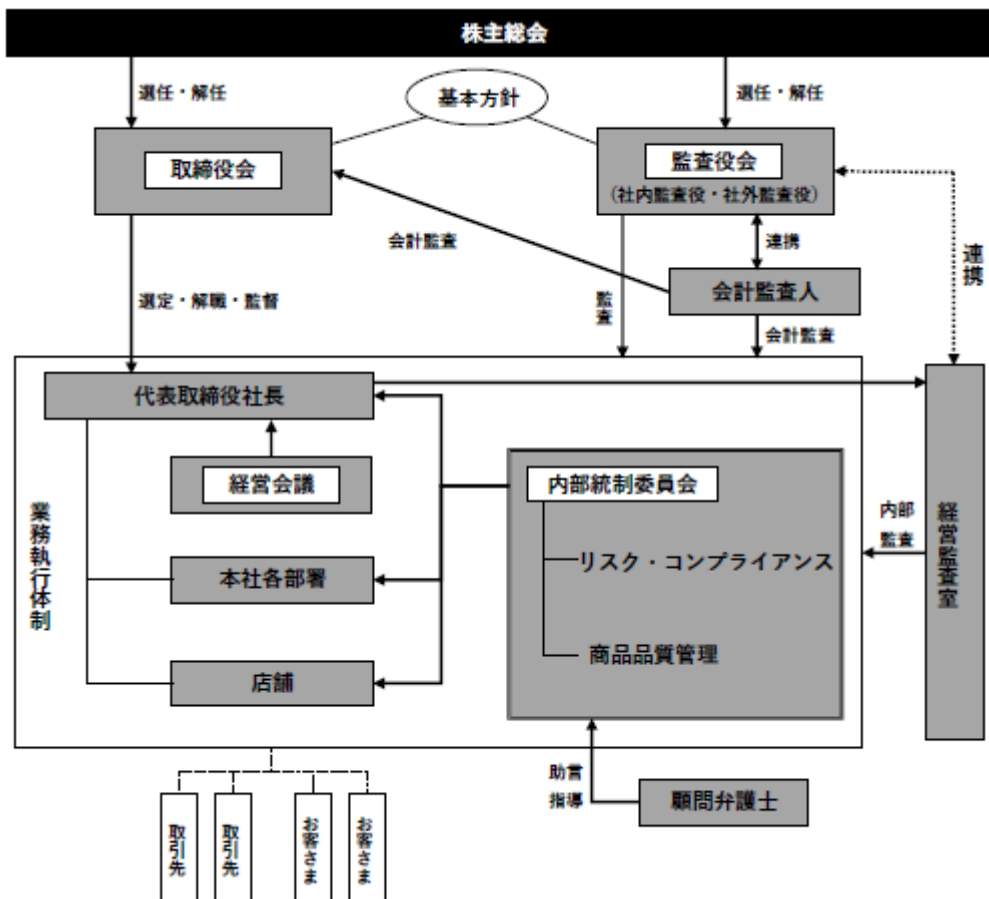 株主総会
選任・解任
基本方針
選任・解任
取締役会
監査役会
(社内監査役・社外監査役)
会計監査
連携
連携
会計監査人
選定・解職・監督
監査
会計監査
代表取締役社長
経営会議
内部統制委員会
業務執行体制
内部
監査
経営監査室
リスク・コンプライアンス
本社各部署
商品品質管理
店舗
助言
指導
顧問弁護士
取引先
取引先
お客さま
お客さま